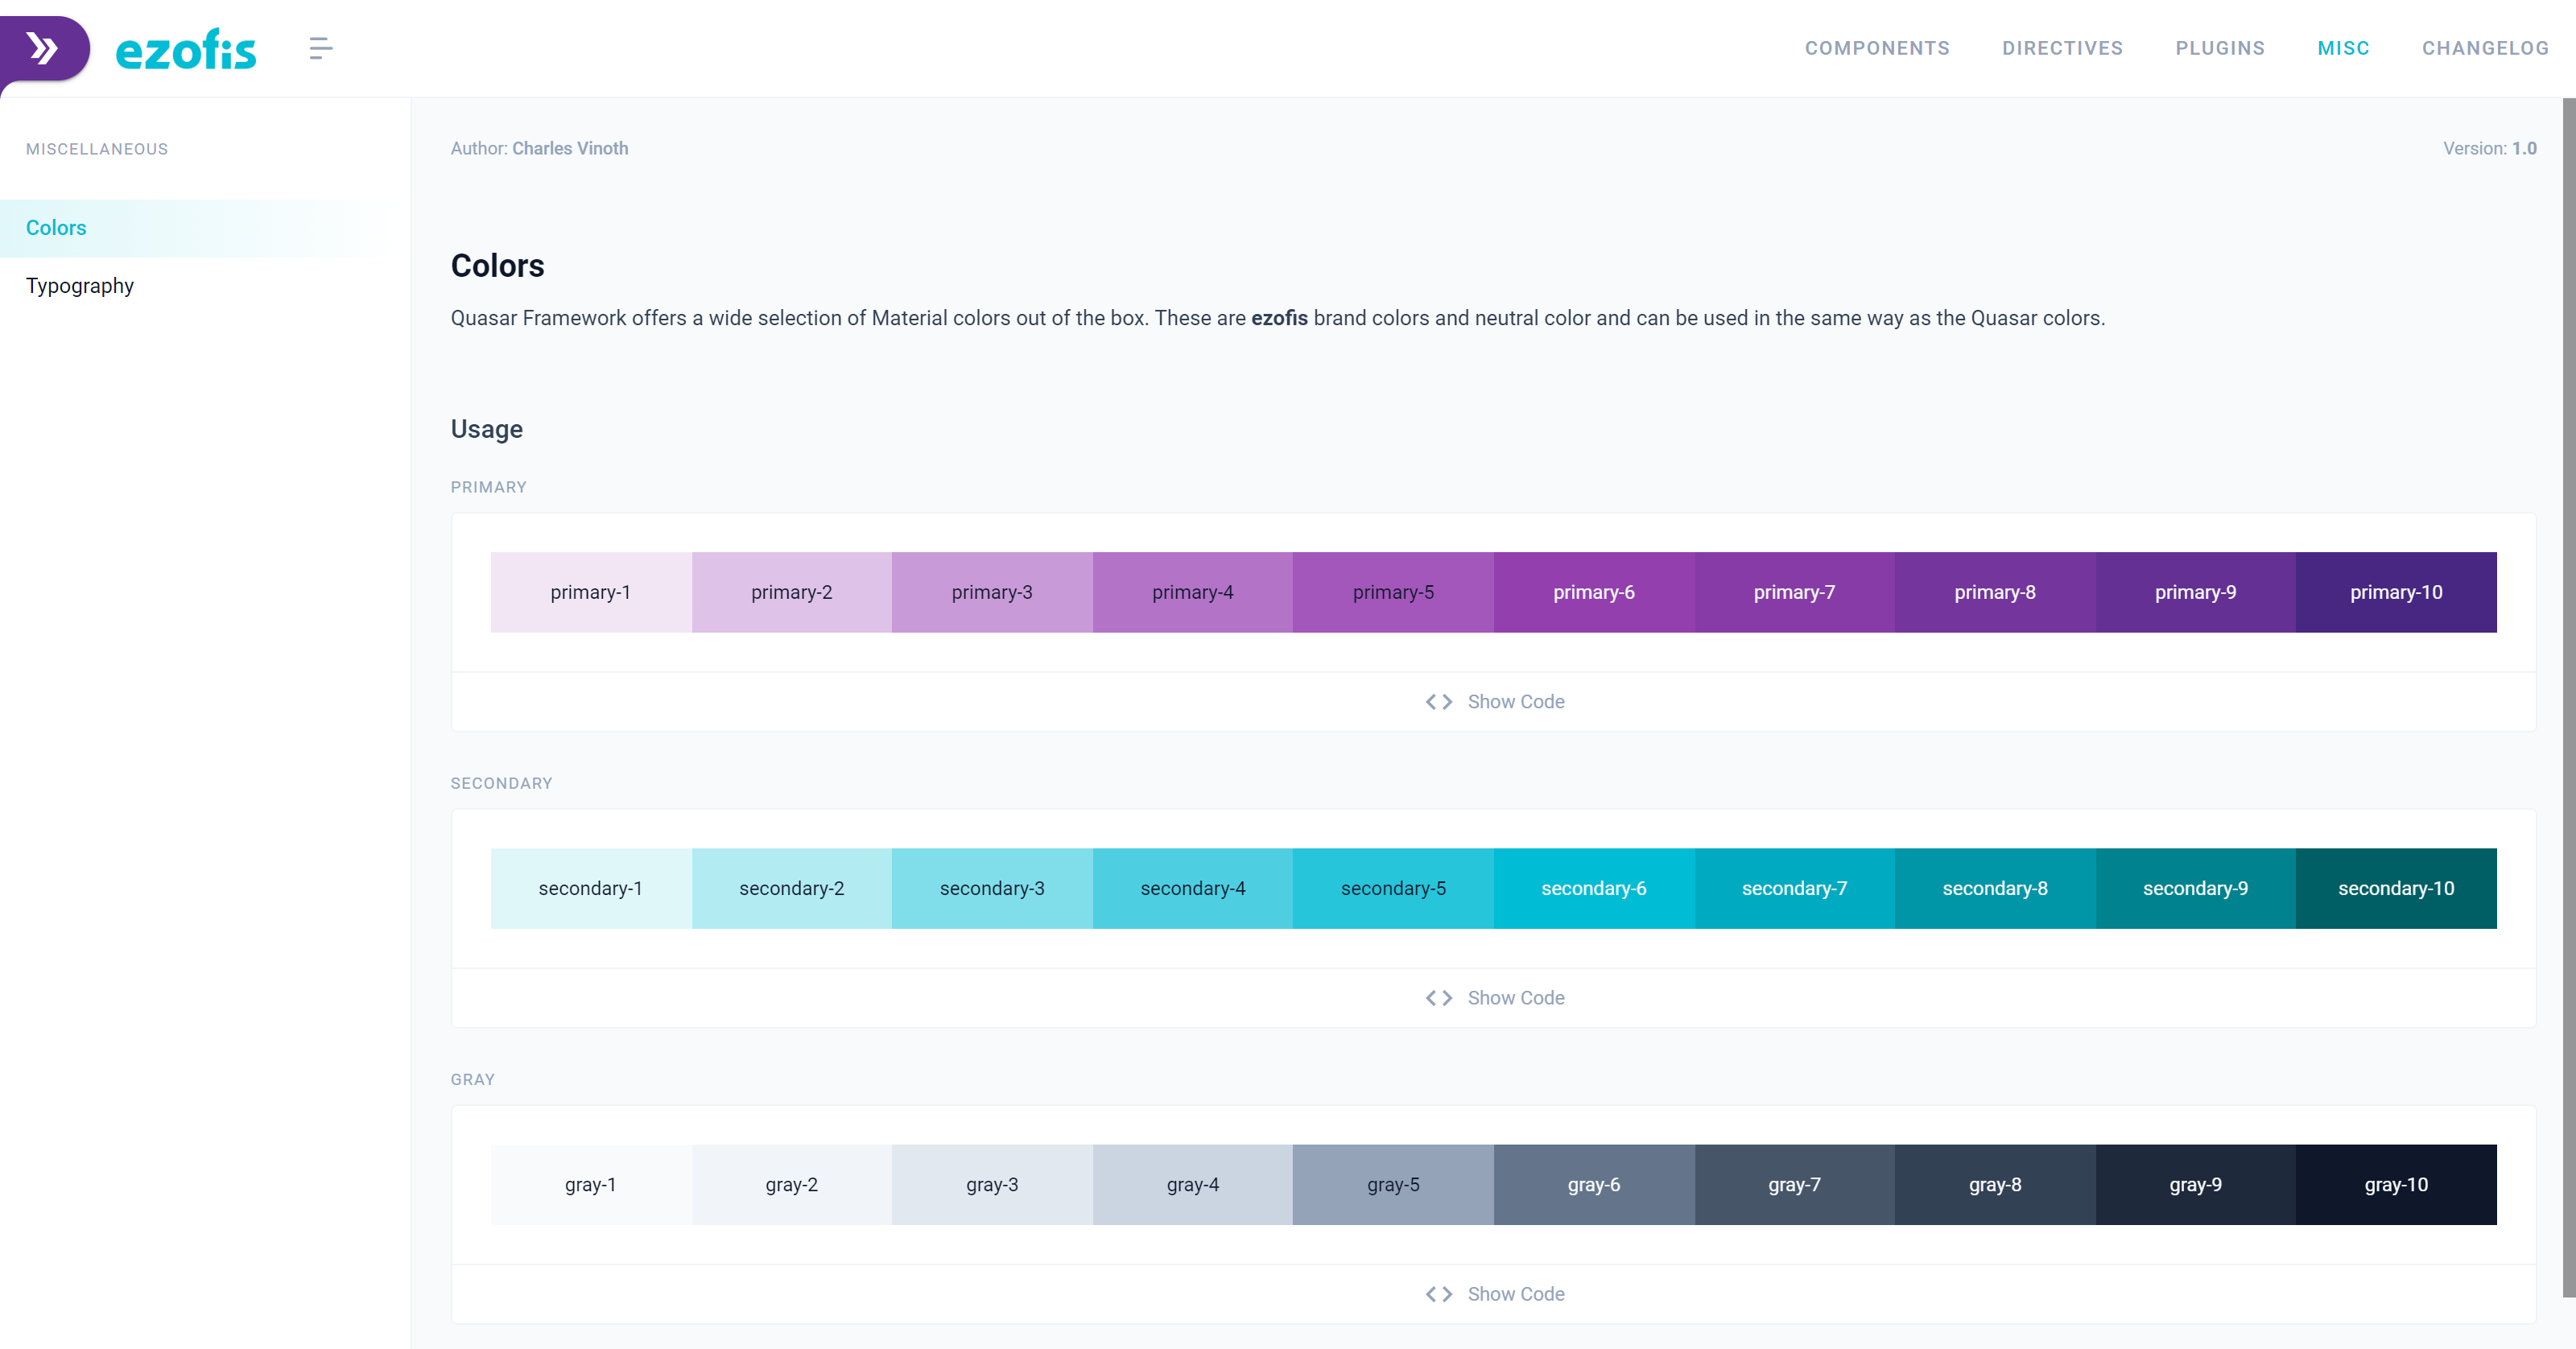 ezofis
COMPONENTS DIRECTIVES PLUGINS MISC CHANGELOG
MISCELLANEOUS
Colors
Typography
Author: Charles Vinoth
Version: 1.0
Colors
Quasar Framework offers a wide selection of Material colors out of the box. These are ezofis brand colors and neutral color and can be used in the same way as the Quasar colors.
Usage
PRIMARY
primary-1 primary-2 primary-3 primary-4 primary-5 primary-6 primary-7 primary-8 primary-9 primary-10
Show Code
SECONDARY
secondary-1 secondary-2 secondary-3 secondary-4 secondary-5 secondary-6 secondary-7 secondary-8 secondary-9 secondary-10
Show Code
GRAY
gray-1 gray-2 gray-3 gray-4 gray-5 gray-6 gray-7 gray-8 gray-9 gray-10
Show Code